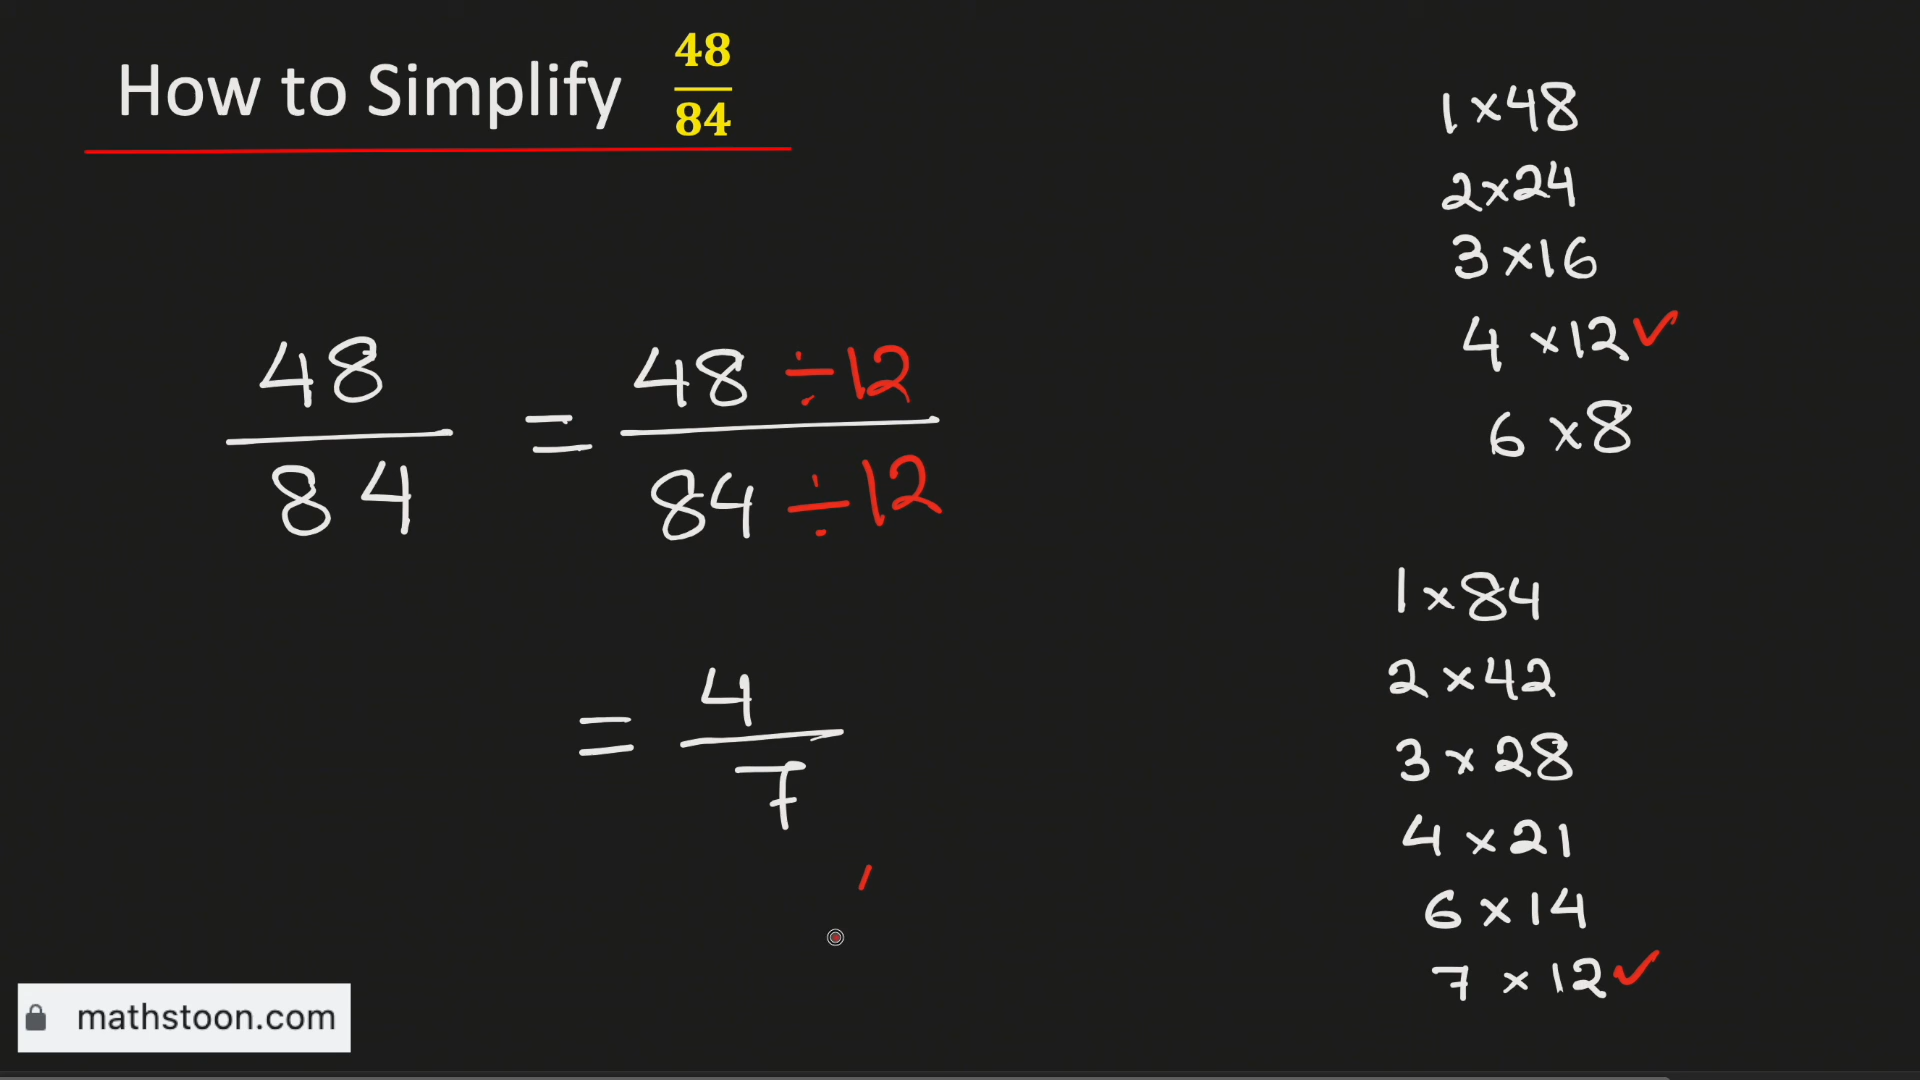 How to Simplify 48/84
48/84 = 48 ÷12/84 ÷12
= 4/7
1 ×48
2×24
3 ×16
4 ×12 ✓
6 ×8
1 ×84
2 ×42
3 × 28
4 ×21
6 ×14
7 ×12 ✓
mathstoon.com